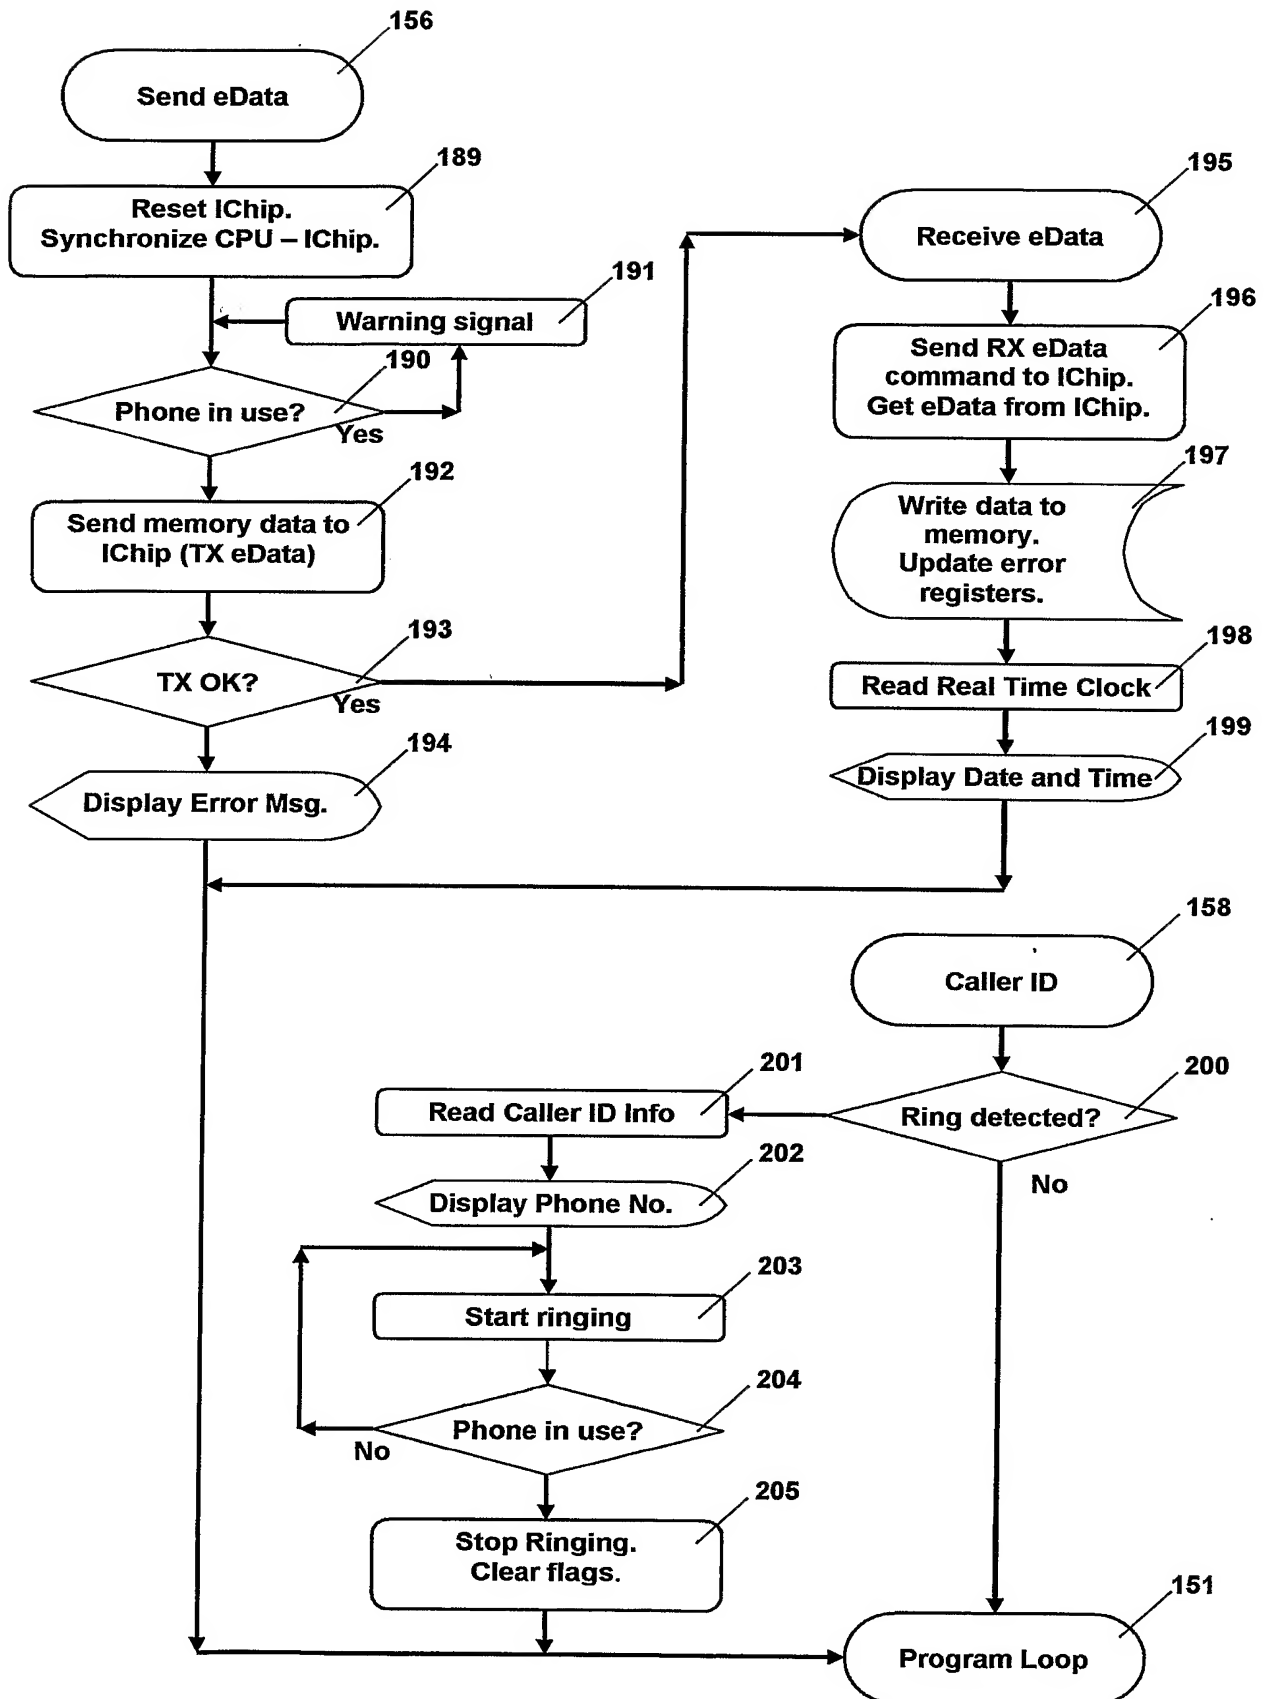 156
Send eData
189
Reset IChip.
Synchronize CPU – IChip.
191
Warning signal
190
Phone in use?
Yes
192
Send memory data to
IChip (TX eData)
193
TX OK?
Yes
194
Display Error Msg.
195
Receive eData
196
Send RX eData
command to IChip.
Get eData from IChip.
197
Write data to
memory.
Update error
registers.
198
Read Real Time Clock
199
Display Date and Time
158
Caller ID
200
Ring detected?
No
201
Read Caller ID Info
202
Display Phone No.
203
Start ringing
204
Phone in use?
No
205
Stop Ringing.
Clear flags.
151
Program Loop